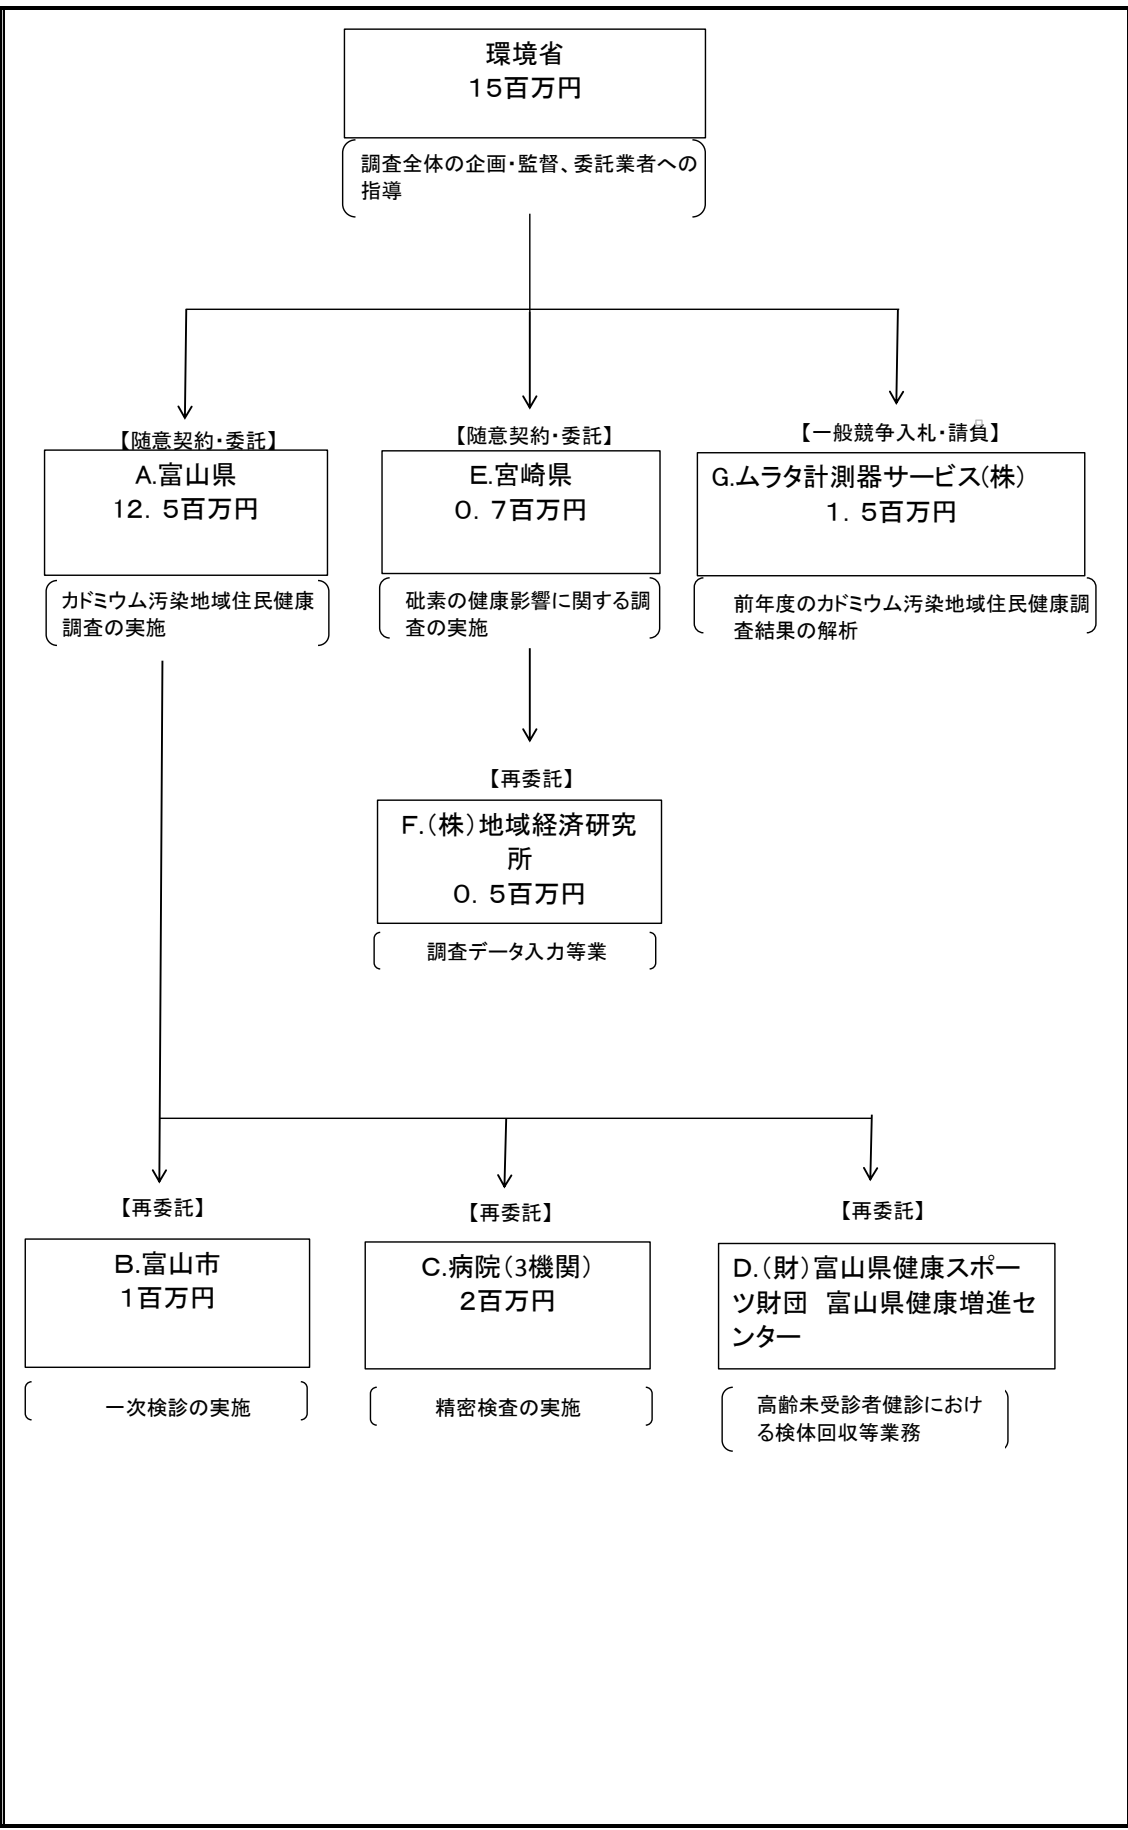 環境省
15百万円
調査全体の企画・監督、委託業者への
指導
【随意契約・委託】
A.富山県
12．5百万円
カドミウム汚染地域住民健康
調査の実施
【随意契約・委託】
E.宮崎県
0．7百万円
砒素の健康影響に関する調
査の実施
【一般競争入札・請負】
G.ムラタ計測器サービス(株)
1．5百万円
前年度のカドミウム汚染地域住民健康調
査結果の解析
【再委託】
F.（株）地域経済研究
所
0．5百万円
調査データ入力等業
【再委託】
B.富山市
1百万円
一次検診の実施
【再委託】
C.病院（3機関）
2百万円
精密検査の実施
【再委託】
D.（財）富山県健康スポー
ツ財団　富山県健康増進セ
ンター
高齢未受診者健診におけ
る検体回収等業務